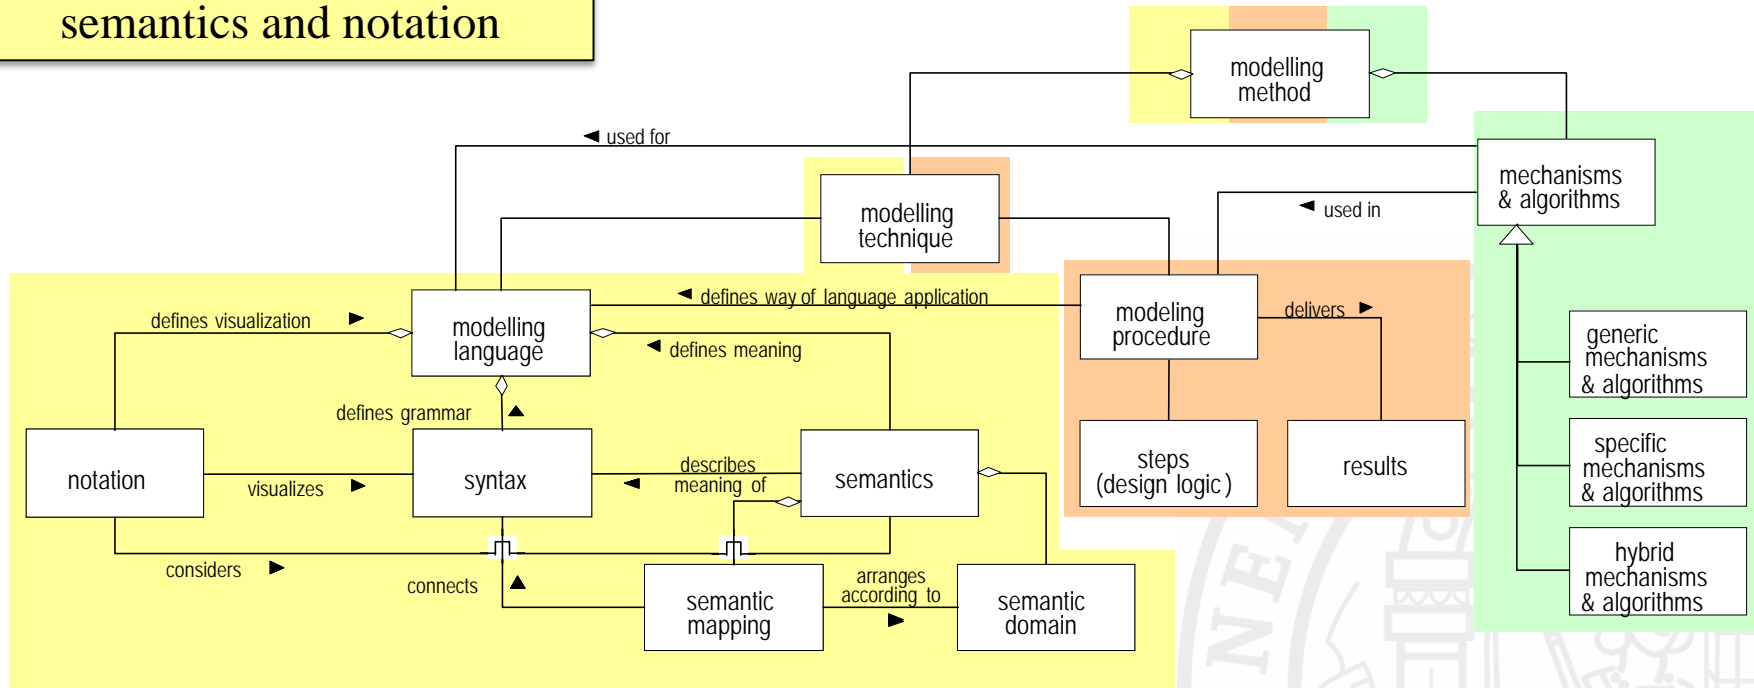 semantics and notation
modelling
method
◄ used for
mechanisms
& algorithms
modelling
technique
◄ used in
◄ defines way of language application
defines visualization ►
modelling
language
modeling
procedure
delivers ►
◄ defines meaning
generic
mechanisms
& algorithms
defines grammar ▲
notation
visualizes ►
syntax
describes
meaning of
◄
semantics
steps
(design logic)
results
specific
mechanisms
& algorithms
considers ►
connects ▲
semantic
mapping
arranges
according to
►
semantic
domain
hybrid
mechanisms
& algorithms
NE